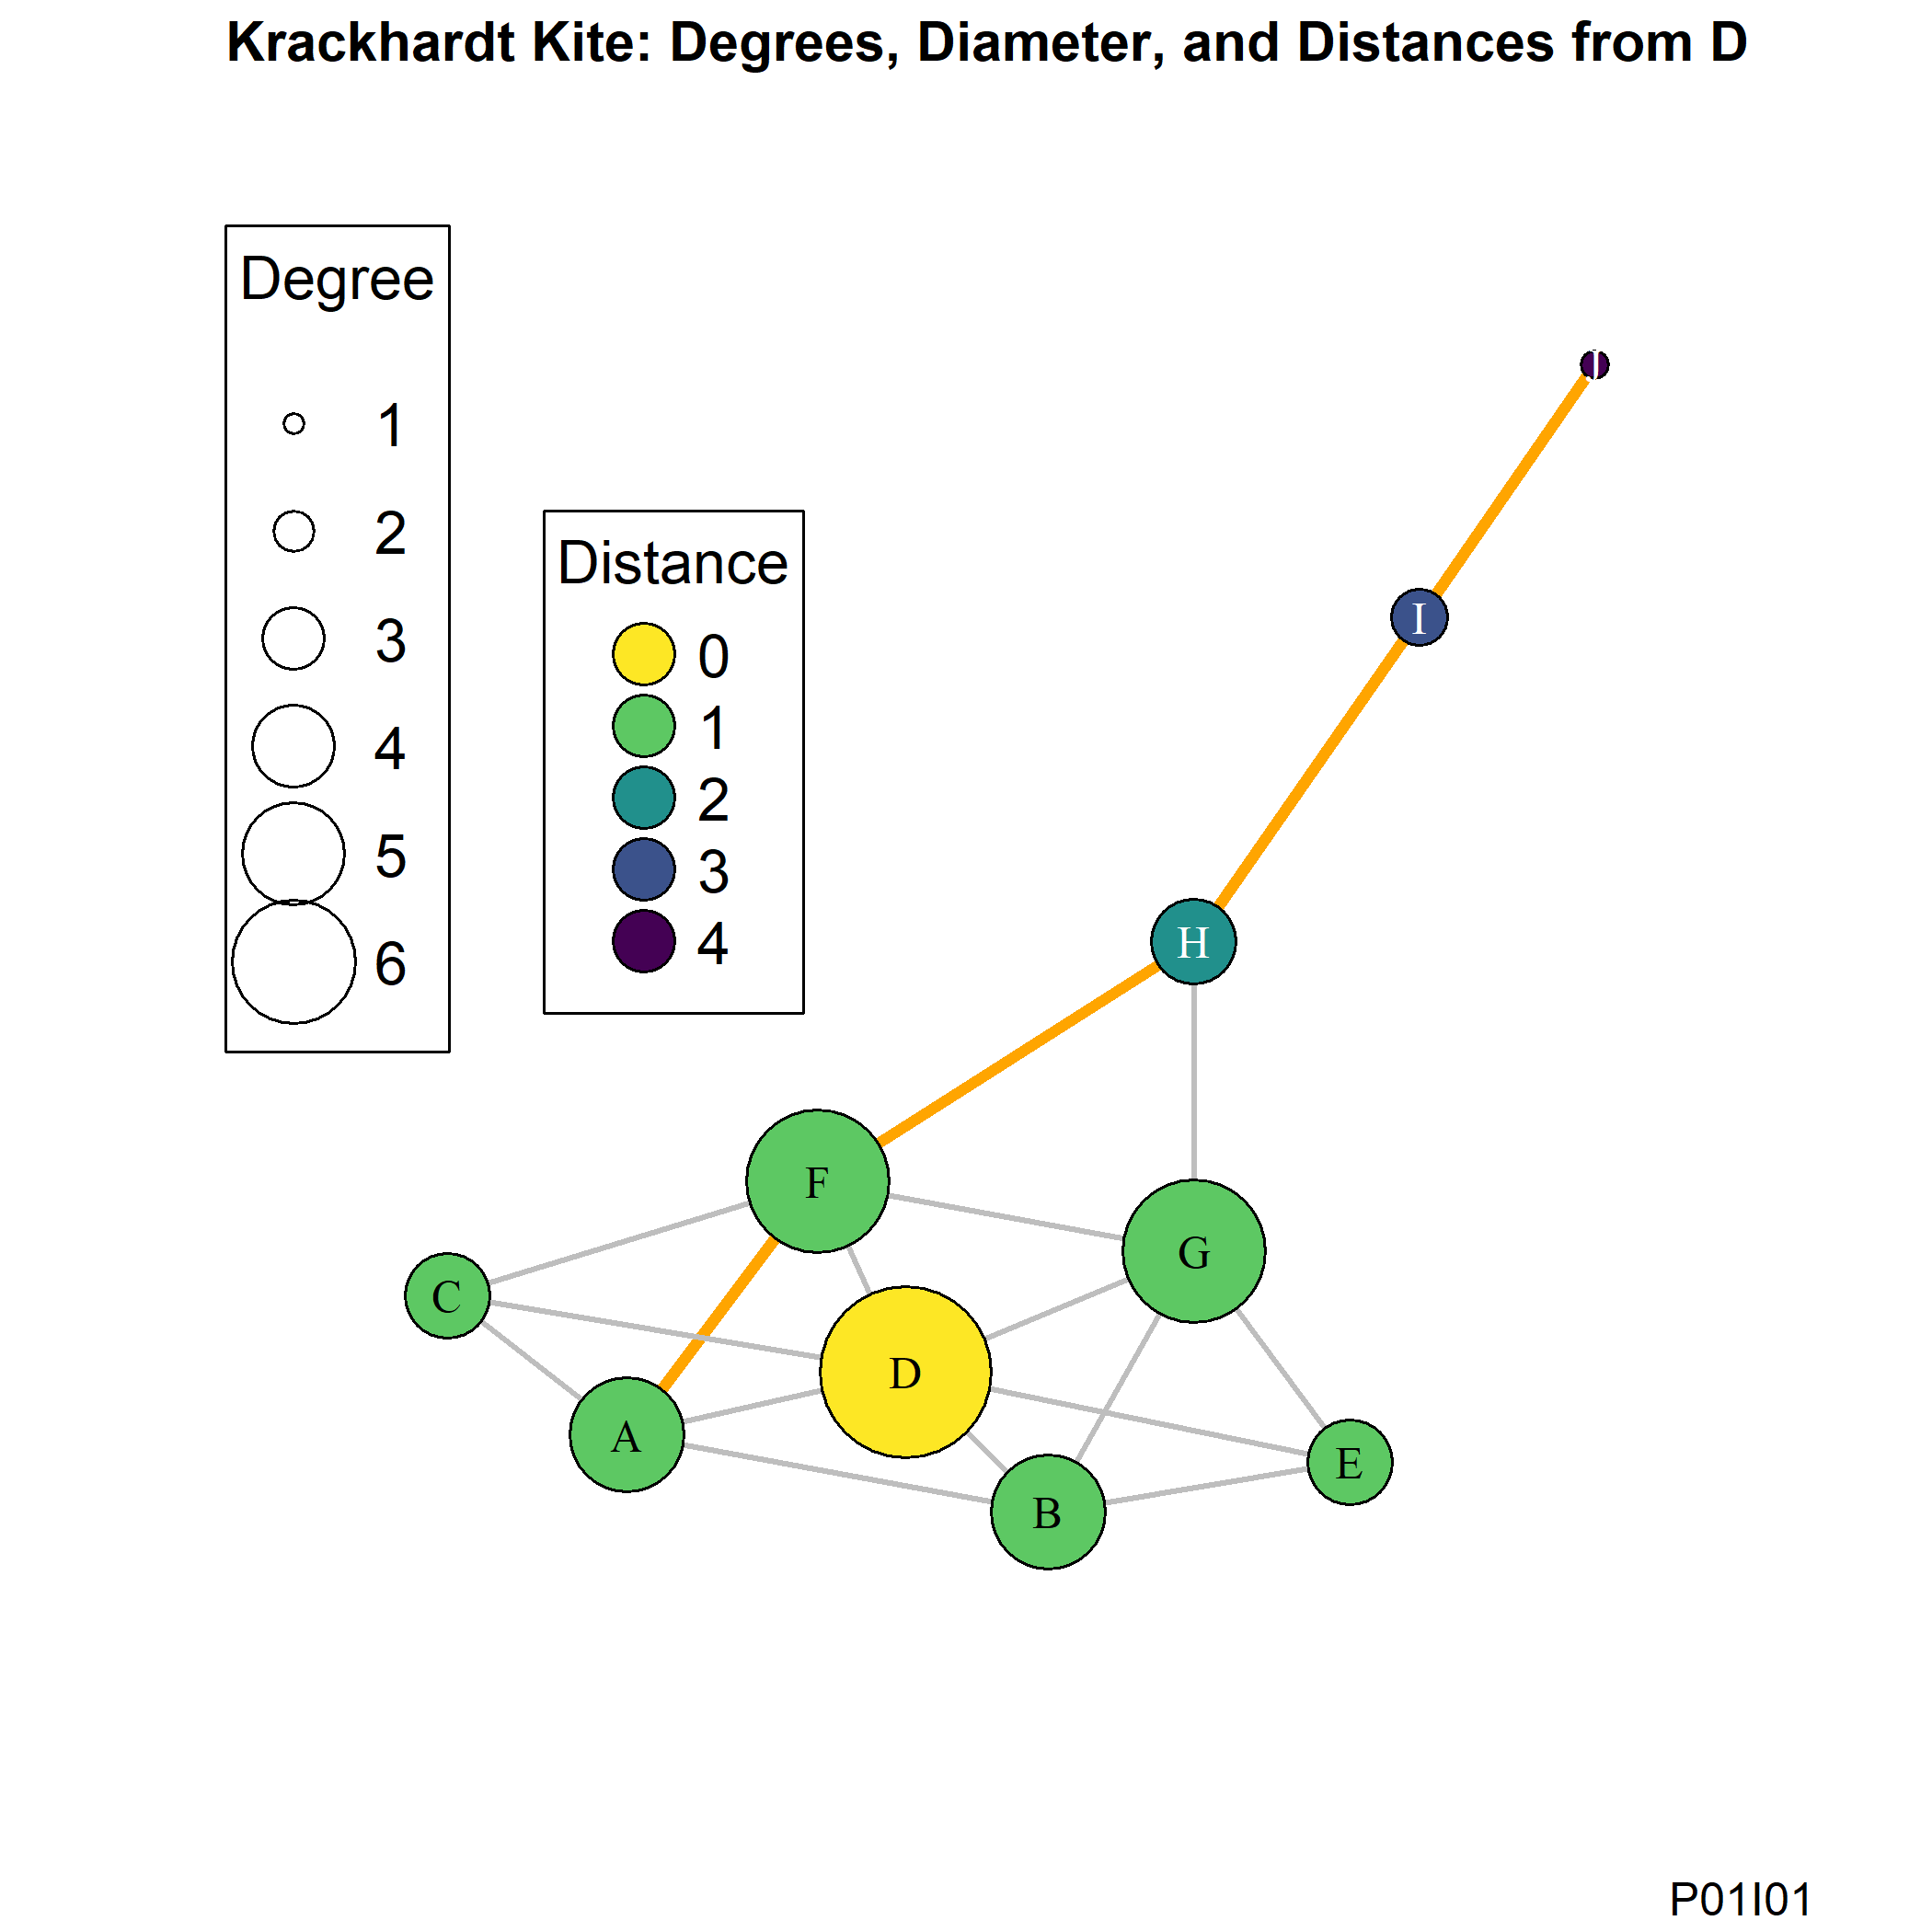 Krackhardt Kite: Degrees, Diameter, and Distances from D
Degree
1
2
3
4
5
6
Distance
0
1
2
3
4
J
I
H
F
G
C
D
A
E
B
P01I01